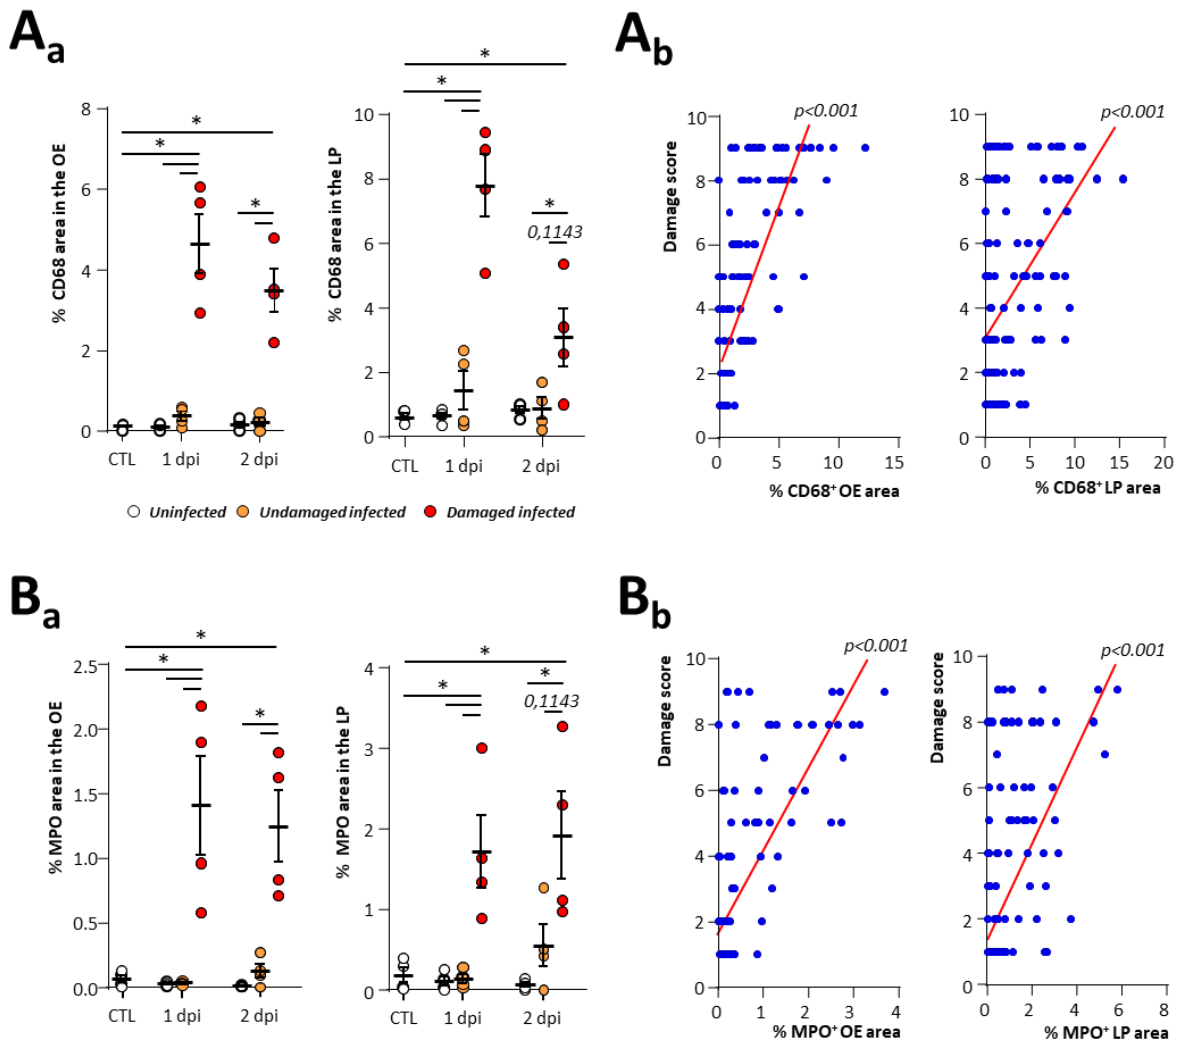 Aa
% CD68 area in the OE
8
6
4
2
0
CTL
1 dpi
2 dpi
*
*
*
% CD68 area in the LP
10
8
6
4
2
0
CTL
1 dpi
2 dpi
*
*
*
0,1143
Uninfected
Undamaged infected
Damaged infected
Ab
Damage score
10
8
6
4
2
0
0
5
10
15
% CD68+ OE area
p<0.001
10
8
6
4
2
0
0
5
10
15
20
% CD68+ LP area
p<0.001
Ba
% MPO area in the OE
2.5
2.0
1.5
1.0
0.5
0.0
CTL
1 dpi
2 dpi
*
*
*
% MPO area in the LP
4
3
2
1
0
CTL
1 dpi
2 dpi
*
*
*
0,1143
Bb
Damage score
10
8
6
4
2
0
0
1
2
3
4
% MPO+ OE area
p<0.001
Damage score
10
8
6
4
2
0
0
2
4
6
8
% MPO+ LP area
p<0.001